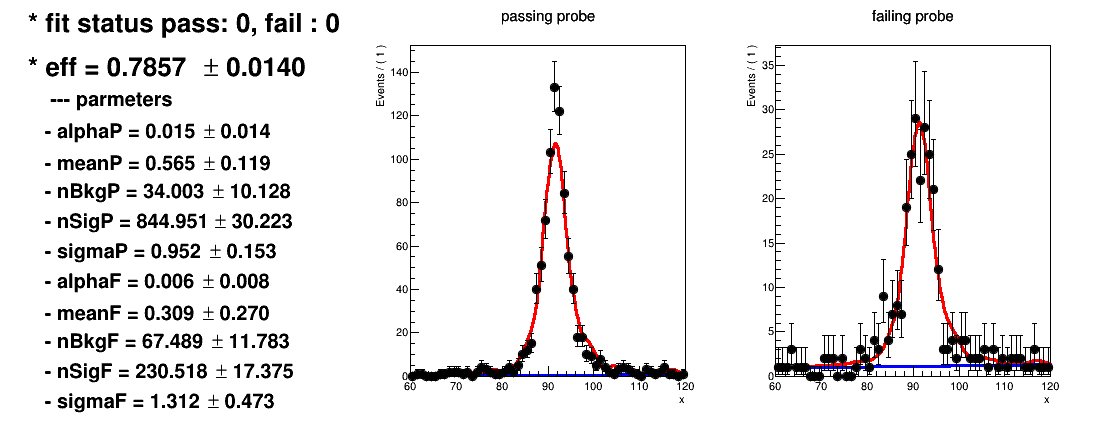 * fit status pass: 0, fail : 0
* eff = 0.7857 ± 0.0140
--- parmeters
- alphaP = 0.015 ± 0.014
- meanP = 0.565 ± 0.119
- nBkgP = 34.003 ± 10.128
- nSigP = 844.951 ± 30.223
- sigmaP = 0.952 ± 0.153
- alphaF = 0.006 ± 0.008
- meanF = 0.309 ± 0.270
- nBkgF = 67.489 ± 11.783
- nSigF = 230.518 ± 17.375
- sigmaF = 1.312 ± 0.473
passing probe
Events / ( 1 )
140
120
100
80
60
40
20
0
60 70 80 90 100 110 120
x
failing probe
Events / ( 1 )
35
30
25
20
15
10
5
0
60 70 80 90 100 110 120
x